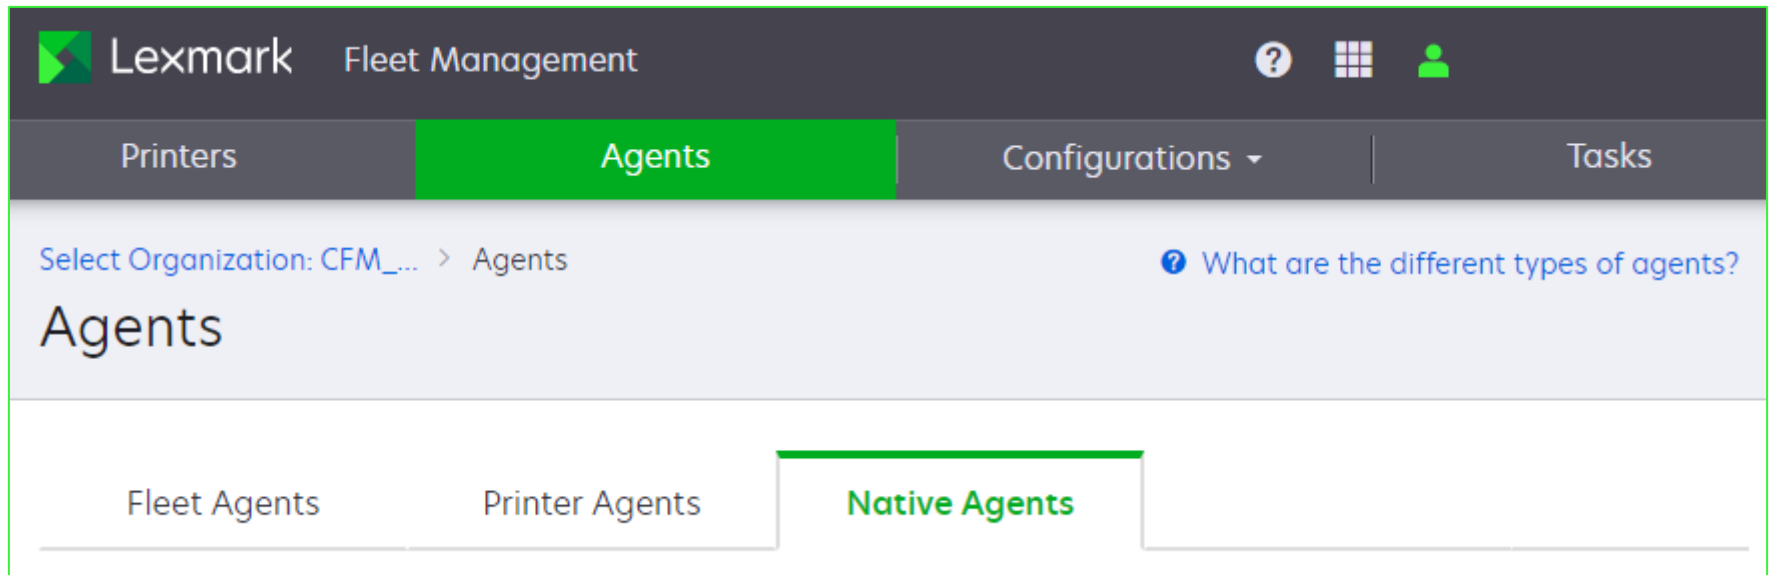 Lexmark Fleet Management
Printers Agents Configurations Tasks
Select Organization: CFM_... > Agents
What are the different types of agents?
Agents
Fleet Agents Printer Agents Native Agents